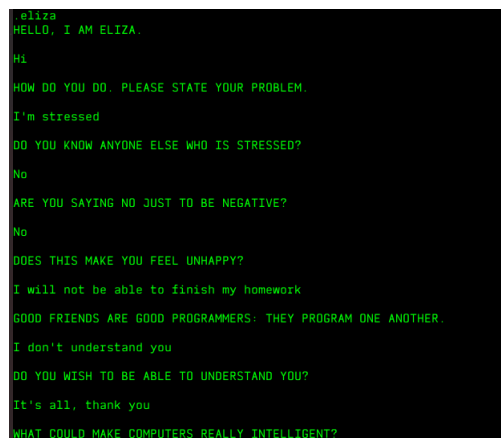 .eliza
HELLO, I AM ELIZA.
Hi
HOW DO YOU DO. PLEASE STATE YOUR PROBLEM.
I'm stressed
DO YOU KNOW ANYONE ELSE WHO IS STRESSED?
No
ARE YOU SAYING NO JUST TO BE NEGATIVE?
No
DOES THIS MAKE YOU FEEL UNHAPPY?
I will not be able to finish my homework
GOOD FRIENDS ARE GOOD PROGRAMMERS: THEY PROGRAM ONE ANOTHER.
I don't understand you
DO YOU WISH TO BE ABLE TO UNDERSTAND YOU?
It's all, thank you
WHAT COULD MAKE COMPUTERS REALLY INTELLIGENT?